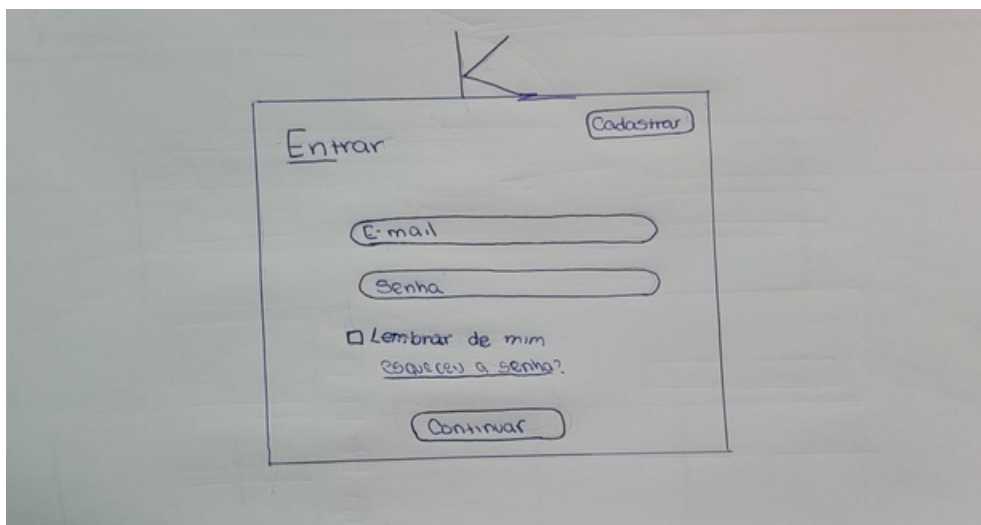 K
Cadastrar
Entrar
E-mail
Senha
Lembrar de mim
esqueceu a senha?
Continuar